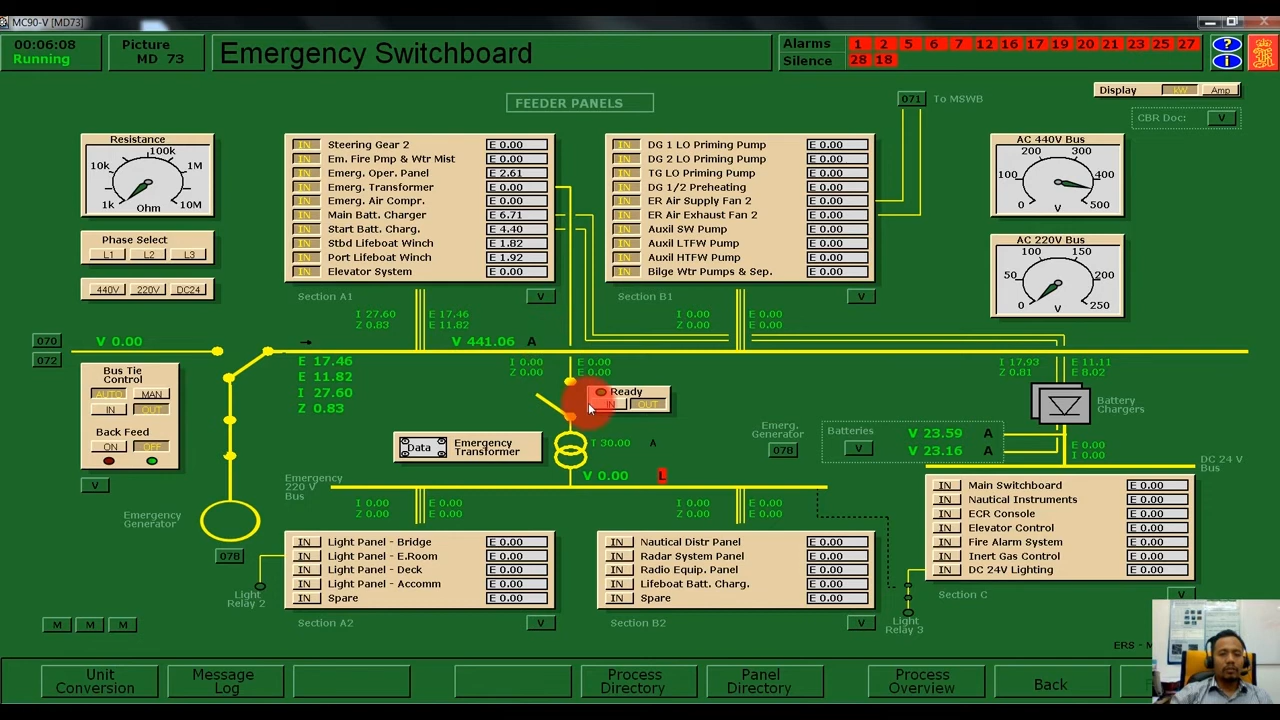 MC90-V [MD73]
00:06:08
Running
Picture
MD 73
Emergency Switchboard
Alarms
Silence
1 2 5 6 7 12 16 17 20 21 23 25 27
28 18
?
i
Display kW Amp
CBR Doc: V
FEEDER PANELS
071 To MSWB
Resistance
10k 100k 1M
1k Ohm 10M
Phase Select
L1 L2 L3
440V 220V DC24
IN Steering Gear 2 E 0.00
IN Em. Fire Pmp & Wtr Mist E 0.00
IN Emerg. Oper. Panel E 2.61
IN Emerg. Transformer E 0.00
IN Emerg. Air Compr. E 0.00
IN Main Batt. Charger E 6.71
IN Start Batt. Charg. E 4.40
IN Stbd Lifeboat Winch E 1.82
IN Port Lifeboat Winch E 1.92
IN Elevator System E 0.00
Section A1 V
IN DG 1 LO Priming Pump E 0.00
IN DG 2 LO Priming Pump E 0.00
IN TG LO Priming Pump E 0.00
IN DG 1/2 Preheating E 0.00
IN ER Air Supply Fan 2 E 0.00
IN ER Air Exhaust Fan 2 E 0.00
IN Auxil SW Pump E 0.00
IN Auxil LTFW Pump E 0.00
IN Auxil HTFW Pump E 0.00
IN Bilge Wtr Pumps & Sep. E 0.00
Section B1 V
AC 440V Bus
200 300
100 400
0 V 500
AC 220V Bus
100 150
50 200
0 V 250
I 27.60 E 17.46
Z 0.83 E 11.82
I 0.00 E 0.00
Z 0.00 E 0.00
070
072
V 0.00
V 441.06 A
E 17.46
E 11.82
I 27.60
Z 0.83
I 0.00 E 0.00
Z 0.00 E 0.00
I 17.93 E 11.11
Z 0.81 E 8.02
Bus Tie
Control
AUTO MAN
IN OUT
Back Feed
ON OFF
V
Ready
IN OUT
Battery
Chargers
Data
Emergency
Transformer
T 30.00 A
V 0.00 L
Emerg.
Generator
078
Batteries
V
V 23.59 A
V 23.16 A
E 0.00
I 0.00
DC 24 V
Bus
Emergency
220 V
Bus
Emergency
Generator
078
I 0.00 E 0.00
Z 0.00 E 0.00
I 0.00 E 0.00
Z 0.00 E 0.00
IN Light Panel - Bridge E 0.00
IN Light Panel - E.Room E 0.00
IN Light Panel - Deck E 0.00
IN Light Panel - Accomm E 0.00
IN Spare E 0.00
Section A2 V
IN Nautical Distr Panel E 0.00
IN Radar System Panel E 0.00
IN Radio Equip. Panel E 0.00
IN Lifeboat Batt. Charg. E 0.00
IN Spare E 0.00
Section B2 V
IN Main Switchboard E 0.00
IN Nautical Instruments E 0.00
IN ECR Console E 0.00
IN Elevator Control E 0.00
IN Fire Alarm System E 0.00
IN Inert Gas Control E 0.00
IN DC 24V Lighting E 0.00
Section C V
Light
Relay 2
Light
Relay 3
M M M
ERS - M
Unit
Conversion
Message
Log
Process
Directory
Panel
Directory
Process
Overview
Back